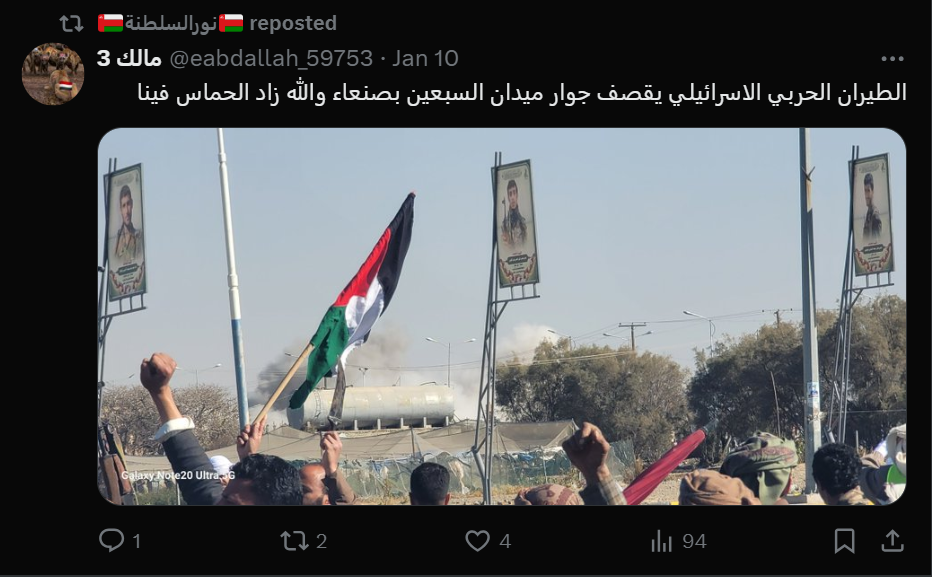 🇴🇲نورالسلطنة🇴🇲 reposted
مالك 3 @eabdallah_59753 · Jan 10
الطيران الحربي الاسرائيلي يقصف جوار ميدان السبعين بصنعاء والله زاد الحماس فينا
Galaxy Note20 Ultra 5G
1 2 4 94